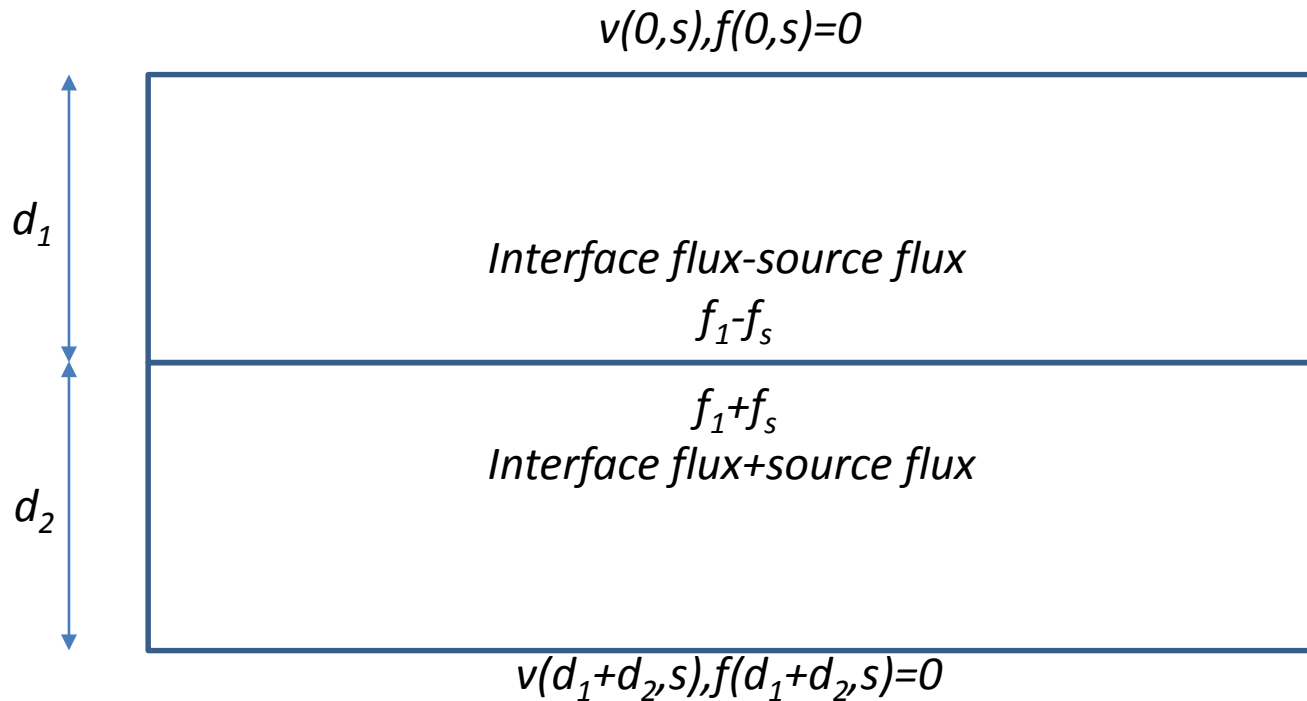 v(0,s),f(0,s)=0
d₁
Interface flux-source flux
f₁-fₛ
f₁+fₛ
Interface flux+source flux
d₂
v(d₁+d₂,s),f(d₁+d₂,s)=0